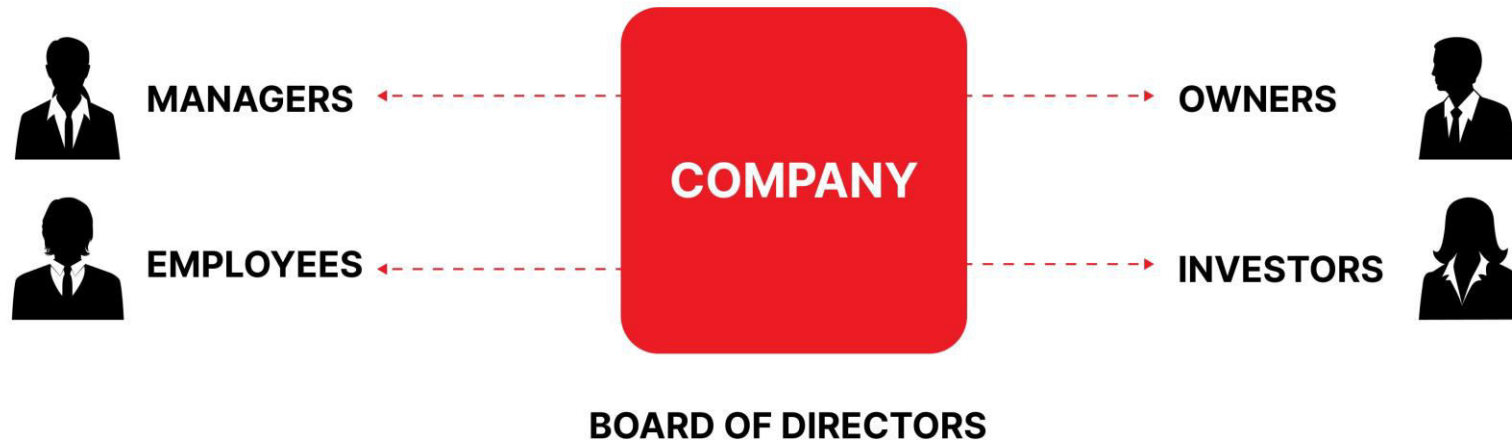 MANAGERS
OWNERS
COMPANY
EMPLOYEES
INVESTORS
BOARD OF DIRECTORS